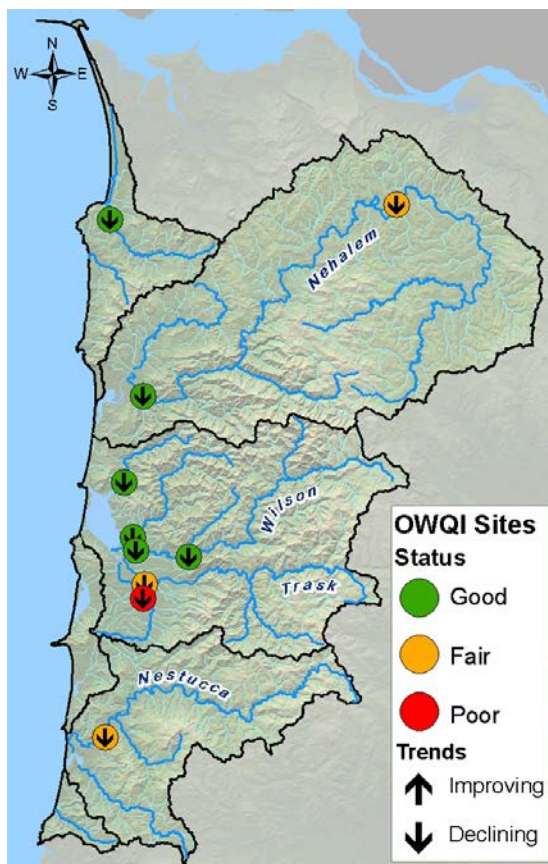 N
W E
S
Nehalem
Wilson
Trask
Nestucca
OWQI Sites
Status
Good
Fair
Poor
Trends
Improving
Declining